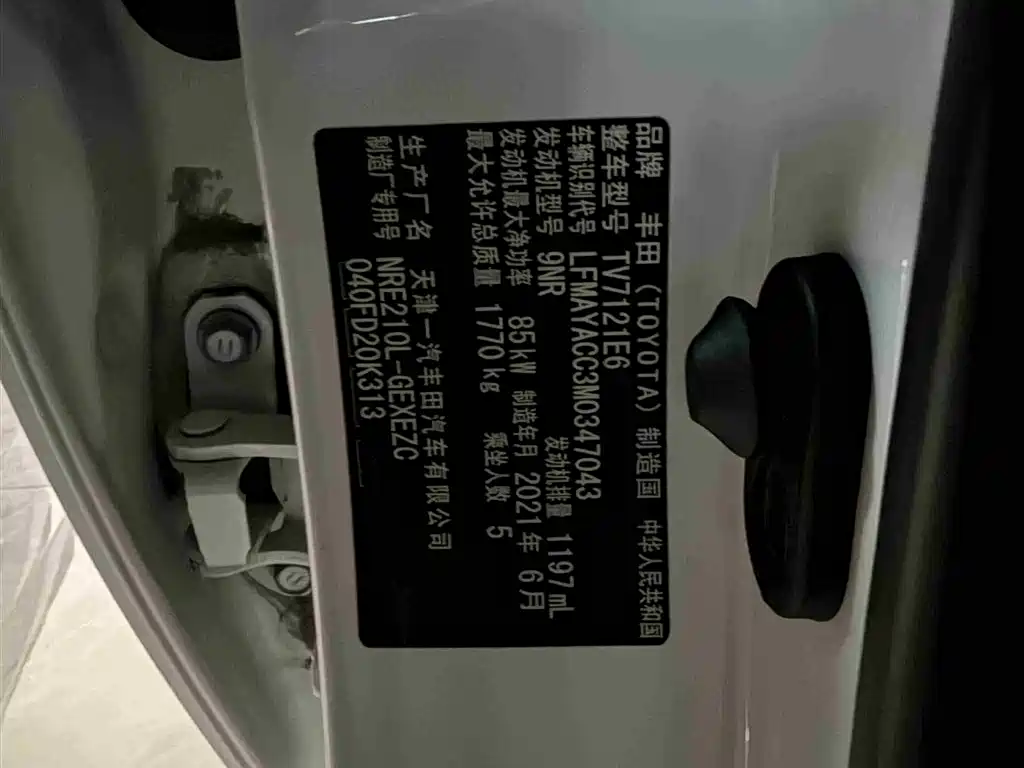 品牌 丰田(TOYOTA) 制造国 中华人民共和国
整车型号 TV7121E6
车辆识别代号 LFMAYACC3M0347043
发动机型号 9NR 发动机排量 1197mL
发动机最大净功率 85kW 制造年月 2021年6月
最大允许总质量 1770kg 乘坐人数 5
生产厂名 天津一汽丰田汽车有限公司
制造厂专用号 NRE210L-GEXEZC
040FD20K313